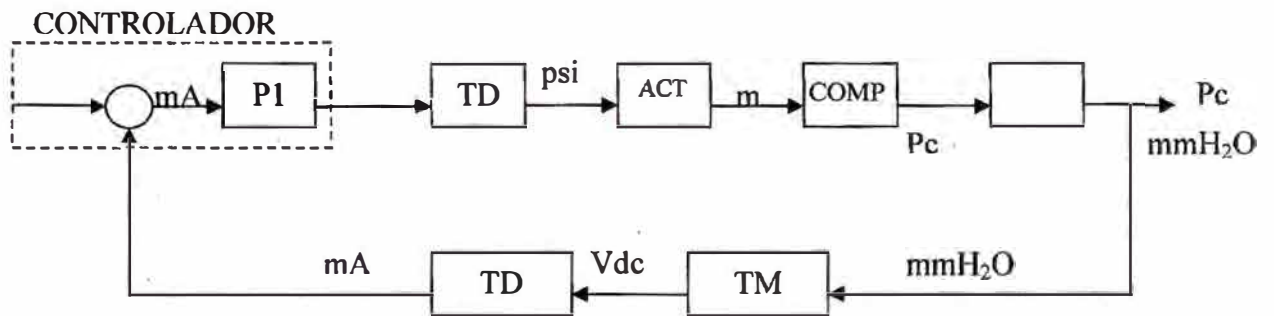 CONTROLADOR
mA
P1
TD
psi
ACT
m
COMP
Pc
Pc
mmH₂O
mA
TD
Vdc
TM
mmH₂O